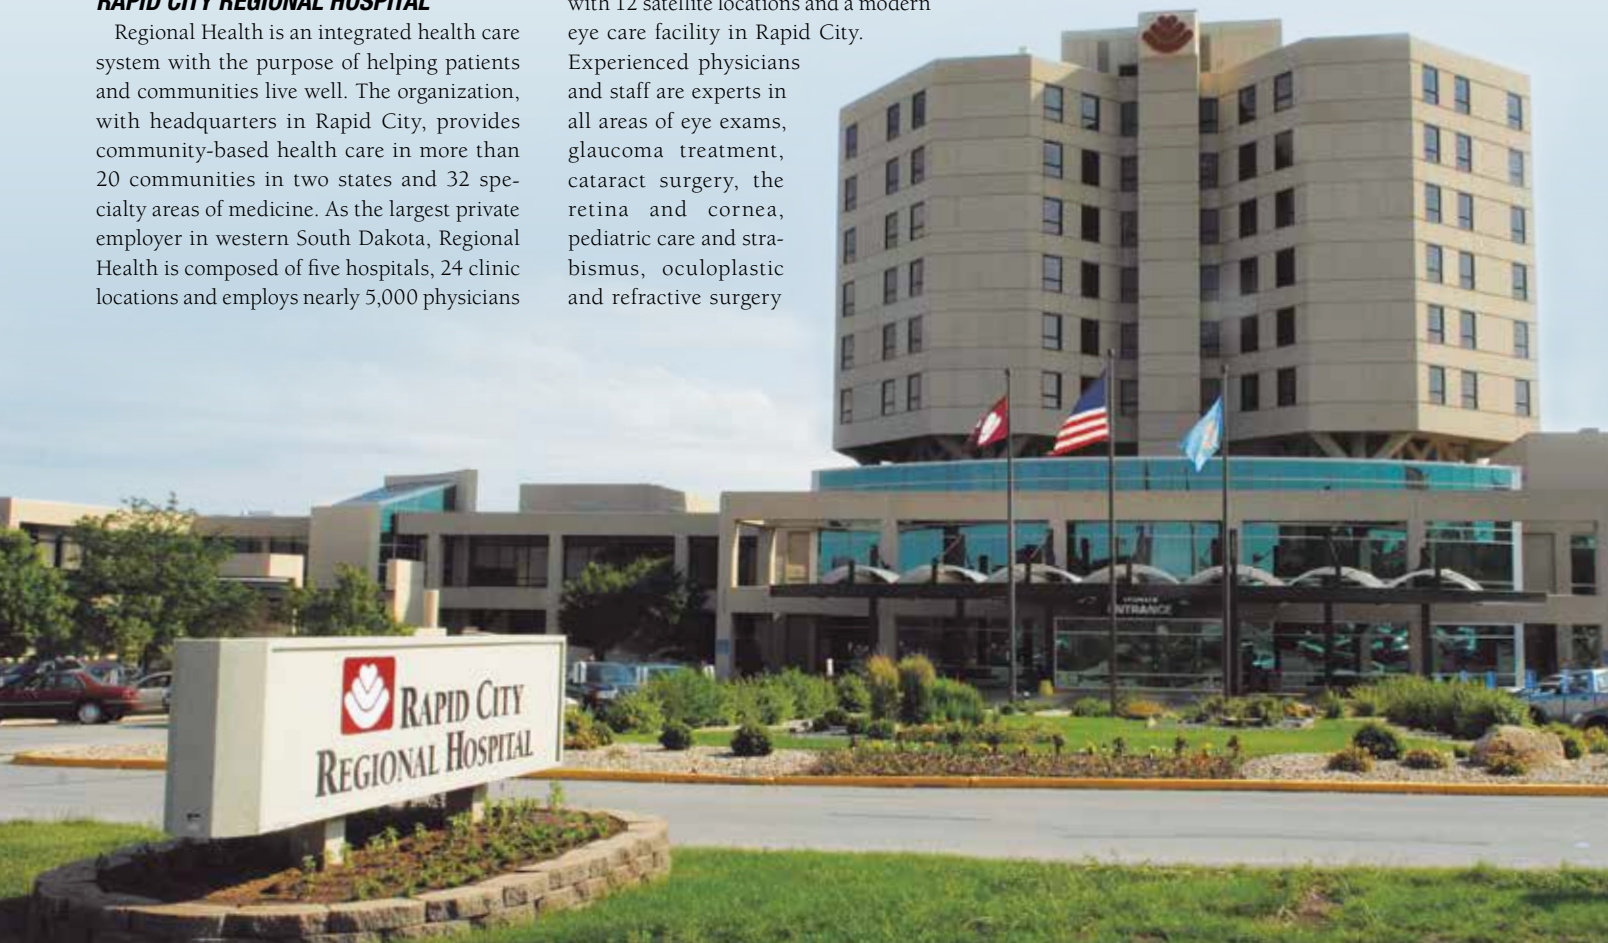 RAPID CITY REGIONAL HOSPITAL
Regional Health is an integrated health care
system with the purpose of helping patients
and communities live well. The organization,
with headquarters in Rapid City, provides
community-based health care in more than
20 communities in two states and 32 spe-
cialty areas of medicine. As the largest private
employer in western South Dakota, Regional
Health is composed of five hospitals, 24 clinic
locations and employs nearly 5,000 physicians
with 12 satellite locations and a modern
eye care facility in Rapid City.
Experienced physicians
and staff are experts in
all areas of eye exams,
glaucoma treatment,
cataract surgery, the
retina and cornea,
pediatric care and stra-
bismus, oculoplastic
and refractive surgery
ENTRANCE
RAPID CITY
REGIONAL HOSPITAL